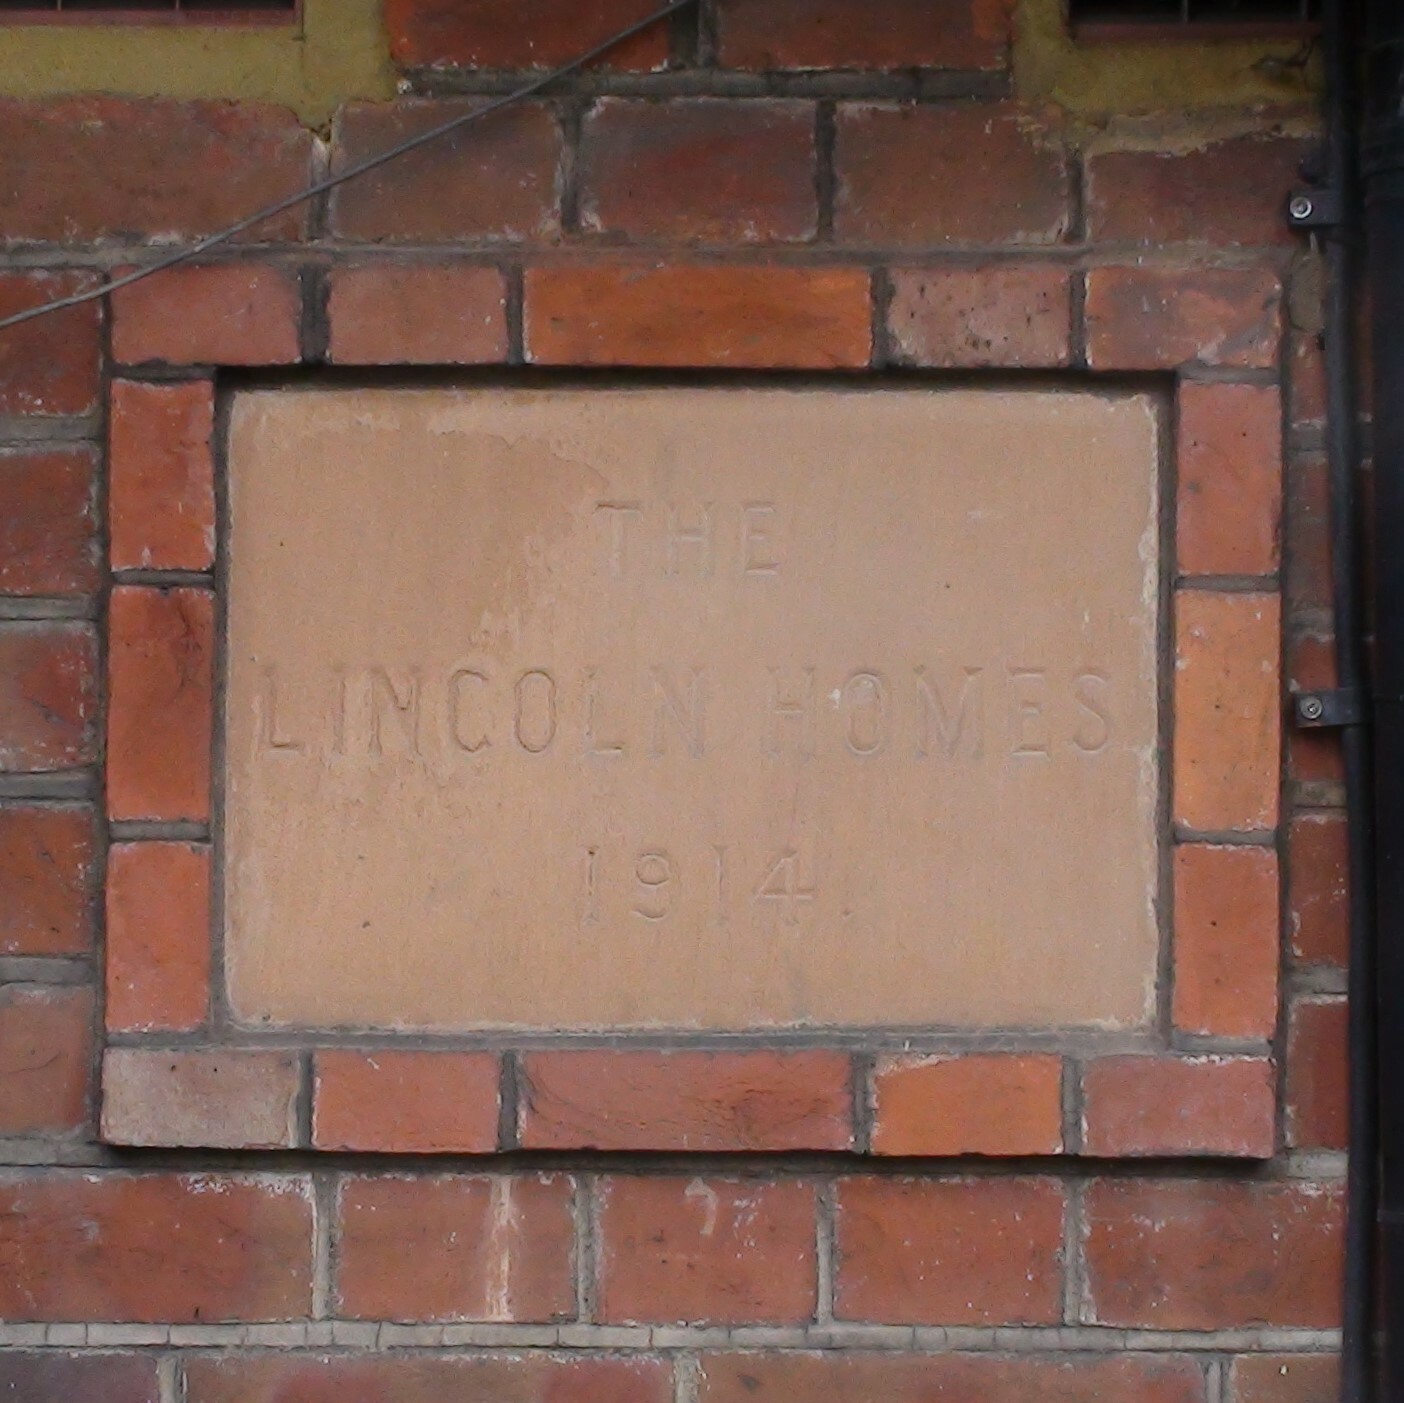 THE
LINCOLN HOMES
1914.